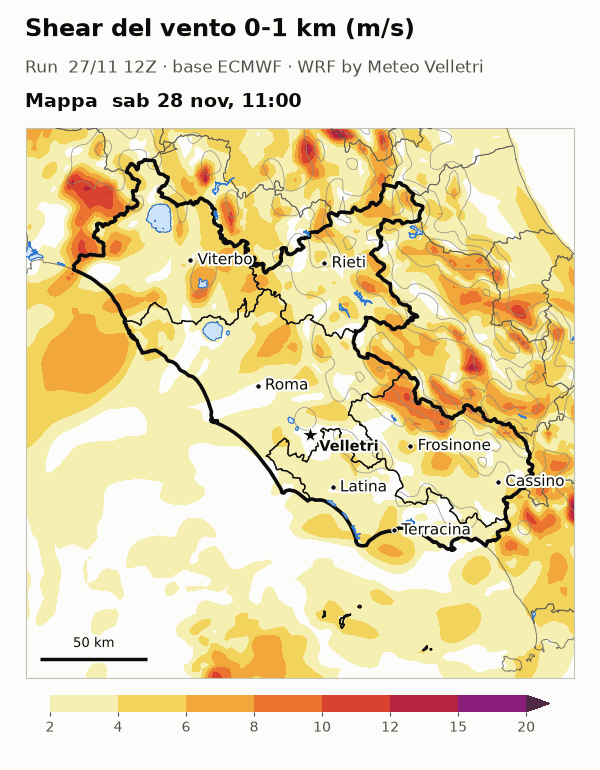 Shear del vento 0-1 km (m/s)
Run  27/11 12Z · base ECMWF · WRF by Meteo Velletri
Mappa  sab 28 nov, 11:00
Viterbo
Rieti
Roma
Velletri
Frosinone
Cassino
Latina
Terracina
50 km
2 4 6 8 10 12 15 20